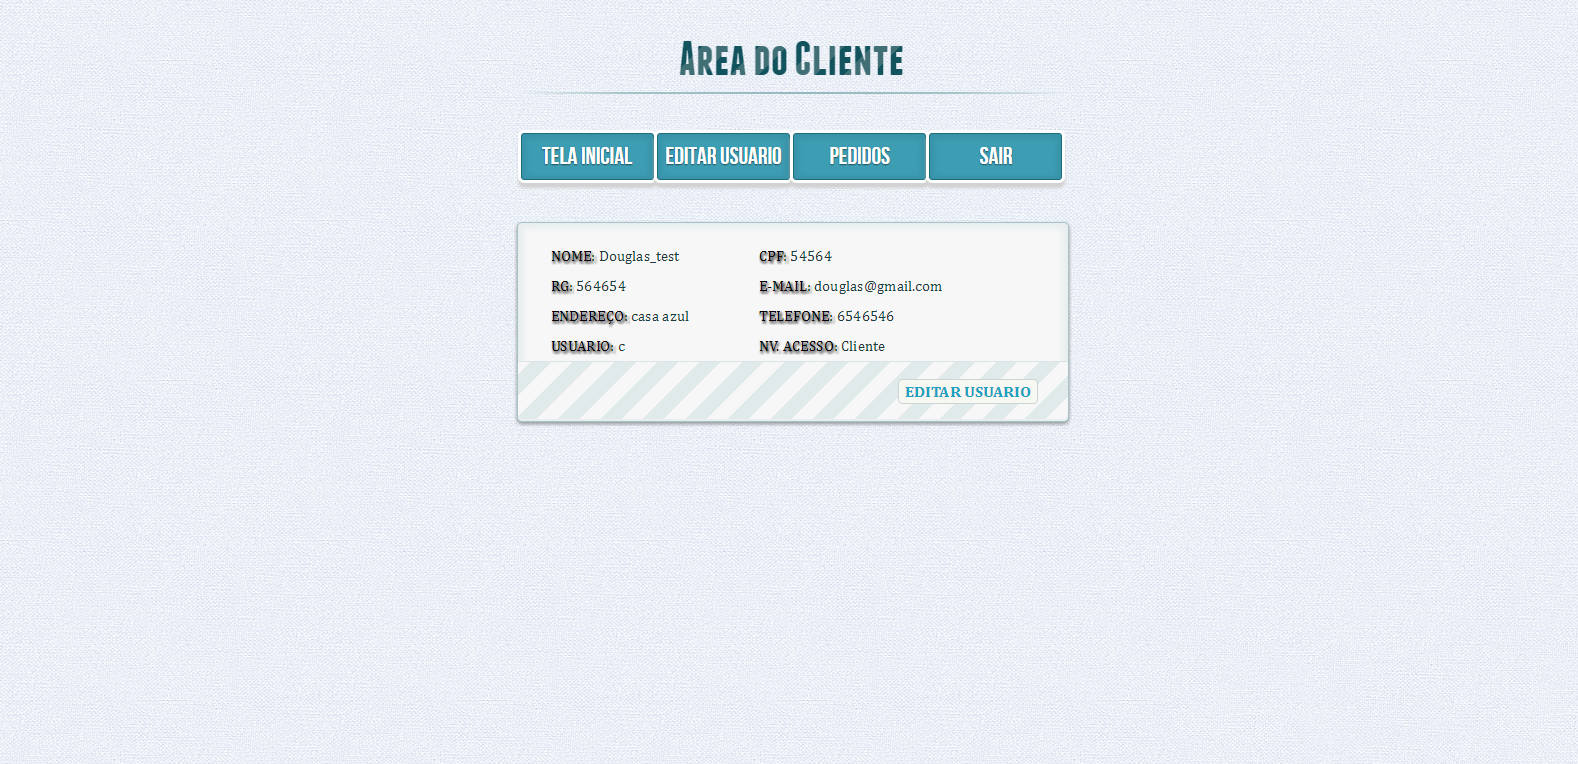 Area do Cliente
TELA INICIAL EDITAR USUARIO PEDIDOS SAIR
NOME: Douglas_test CPF: 54564
RG: 564654 E-MAIL: douglas@gmail.com
ENDEREÇO: casa azul TELEFONE: 6546546
USUARIO: c NV. ACESSO: Cliente
EDITAR USUARIO